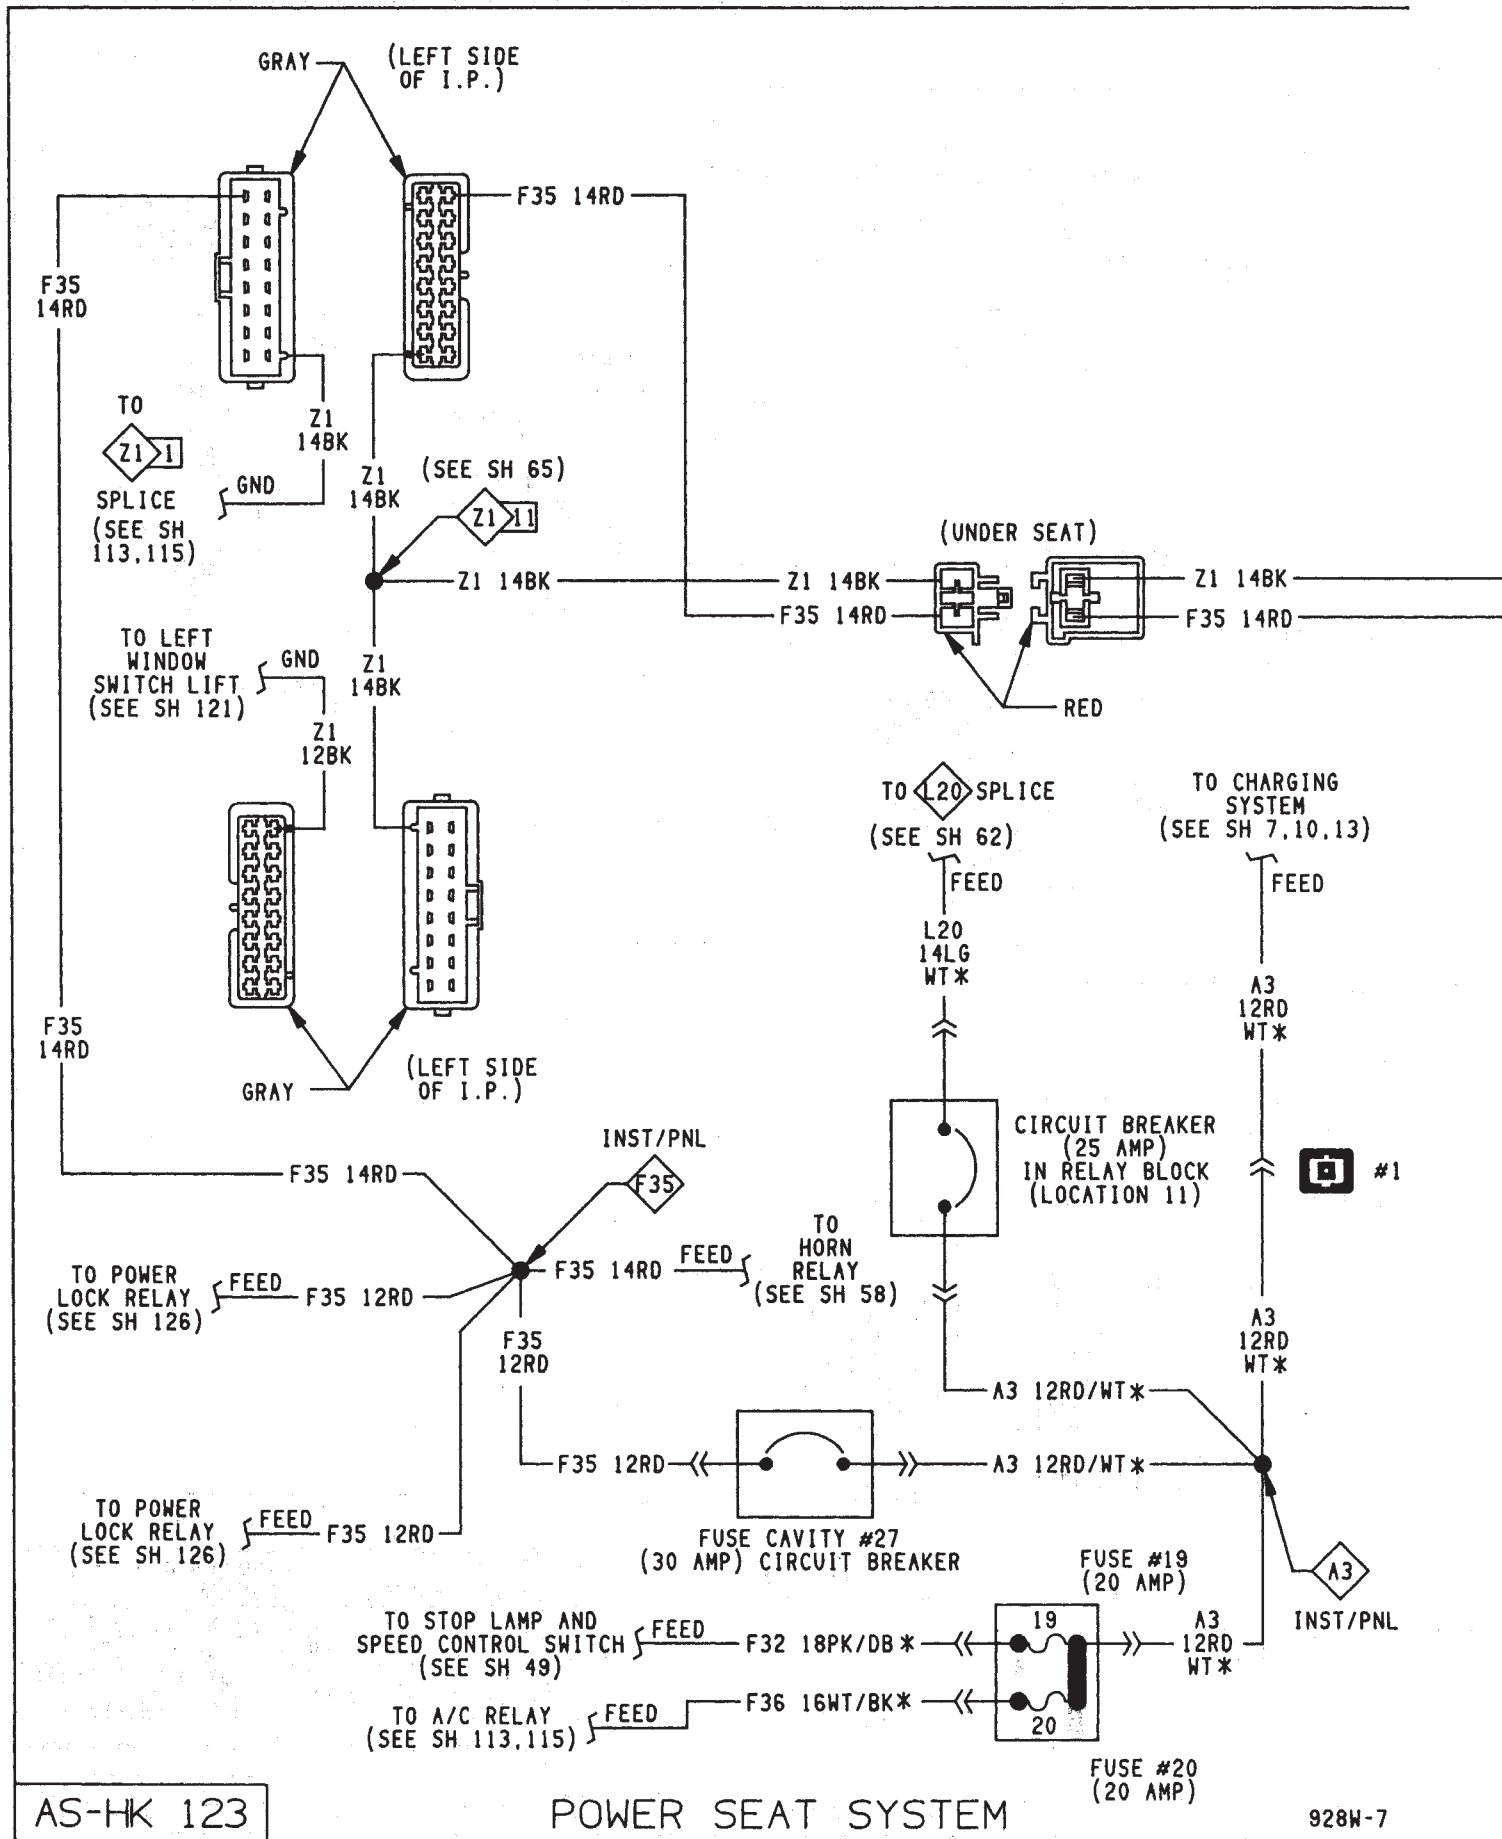 GRAY
(LEFT SIDE
OF I.P.)
F35 14RD
F35
14RD
TO
Z1 1
SPLICE
(SEE SH
113,115)
GND
Z1
14BK
Z1
14BK
(SEE SH 65)
Z1 11
Z1 14BK
(UNDER SEAT)
Z1 14BK
F35 14RD
Z1 14BK
F35 14RD
RED
TO LEFT
WINDOW
SWITCH LIFT
(SEE SH 121)
GND
Z1
12BK
Z1
14BK
TO L20 SPLICE
(SEE SH 62)
FEED
L20
14LG
WT*
TO CHARGING
SYSTEM
(SEE SH 7,10,13)
FEED
A3
12RD
WT*
F35
14RD
GRAY
(LEFT SIDE
OF I.P.)
CIRCUIT BREAKER
(25 AMP)
IN RELAY BLOCK
(LOCATION 11)
#1
INST/PNL
F35
F35 14RD
TO POWER
LOCK RELAY
(SEE SH 126)
FEED
F35 12RD
F35 14RD
FEED
TO
HORN
RELAY
(SEE SH 58)
F35
12RD
A3
12RD
WT*
A3 12RD/WT*
F35 12RD
A3 12RD/WT*
TO POWER
LOCK RELAY
(SEE SH 126)
FEED
F35 12RD
FUSE CAVITY #27
(30 AMP) CIRCUIT BREAKER
FUSE #19
(20 AMP)
A3
INST/PNL
TO STOP LAMP AND
SPEED CONTROL SWITCH
(SEE SH 49)
FEED
F32 18PK/DB*
19
A3
12RD
WT*
TO A/C RELAY
(SEE SH 113,115)
FEED
F36 16WT/BK*
20
FUSE #20
(20 AMP)
AS-HK 123
POWER SEAT SYSTEM
928W-7